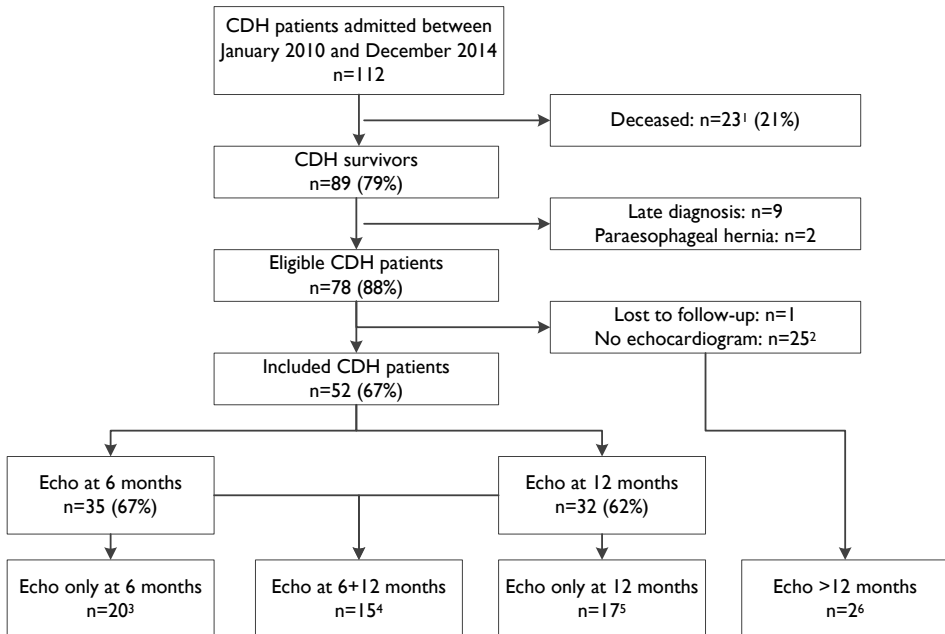 CDH patients admitted between
January 2010 and December 2014
n=112
Deceased: n=23¹ (21%)
CDH survivors
n=89 (79%)
Late diagnosis: n=9
Paraesophageal hernia: n=2
Eligible CDH patients
n=78 (88%)
Lost to follow-up: n=1
No echocardiogram: n=25²
Included CDH patients
n=52 (67%)
Echo at 6 months
n=35 (67%)
Echo at 12 months
n=32 (62%)
Echo only at 6 months
n=20³
Echo at 6+12 months
n=15⁴
Echo only at 12 months
n=17⁵
Echo >12 months
n=2⁶